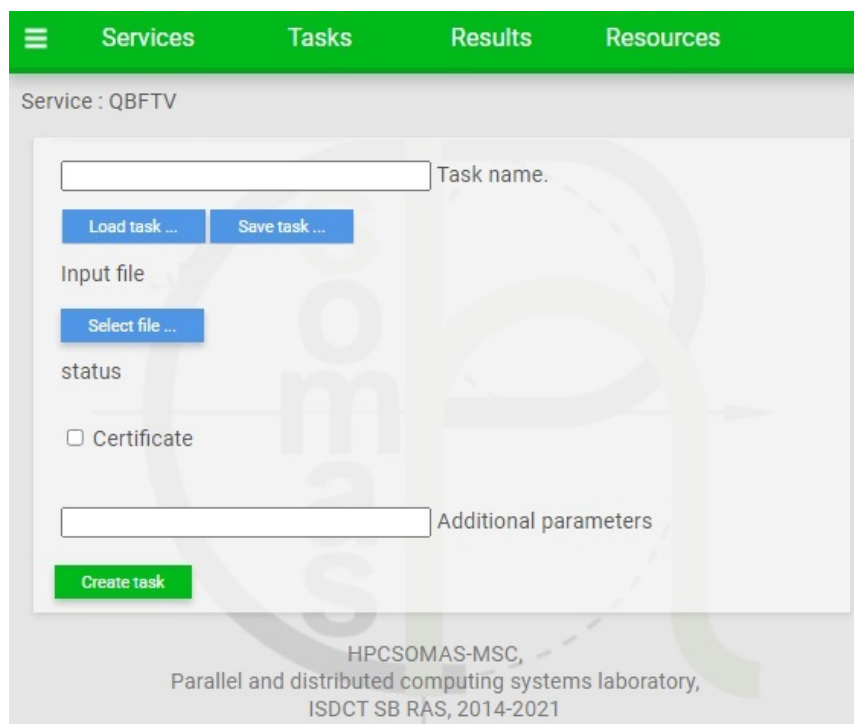 Services Tasks Results Resources
Service : QBFTV
Task name.
Load task ... Save task ...
Input file
Select file ...
status
Certificate
Additional parameters
Create task
somas
HPCSOMAS-MSC,
Parallel and distributed computing systems laboratory,
ISDCT SB RAS, 2014-2021